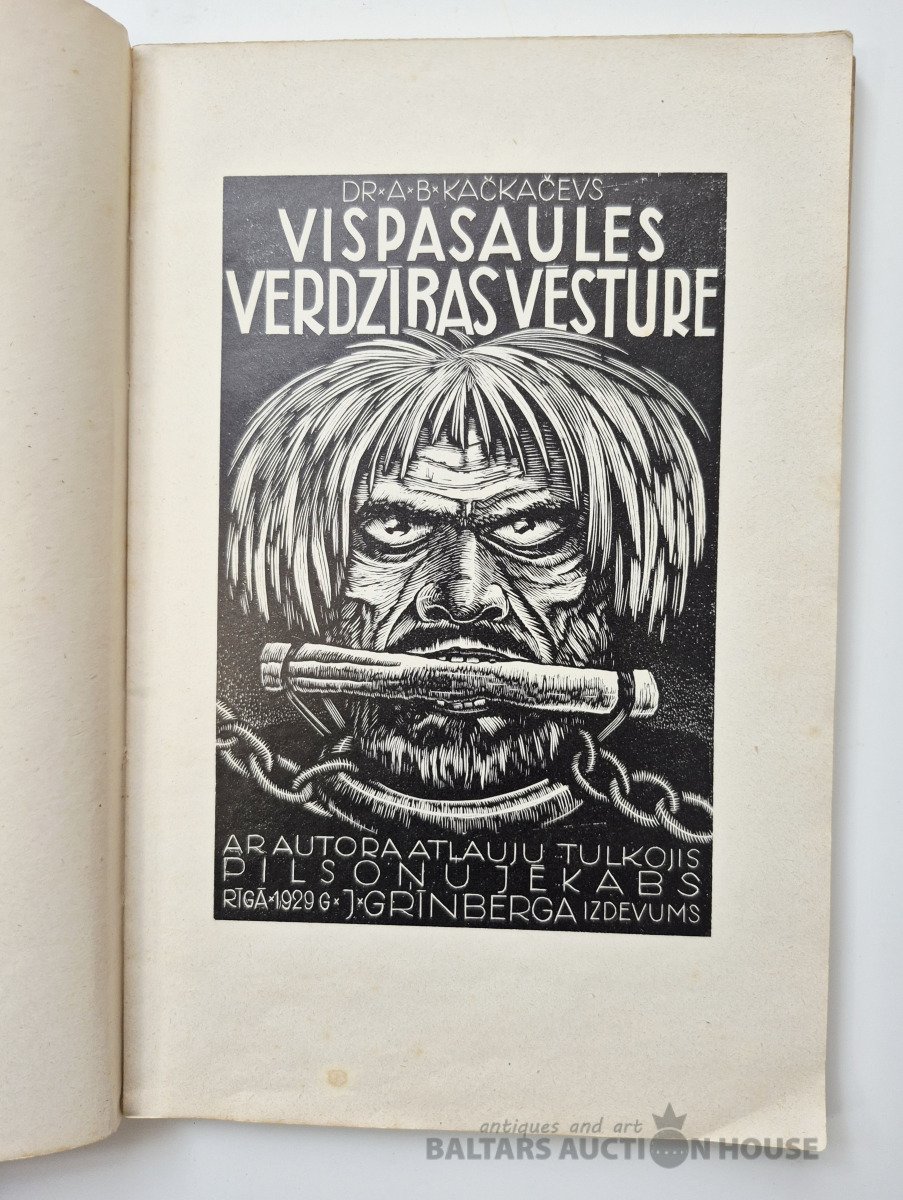 DR×A×B×KAČKAČEVS
VISPASAULES
VERDZĪBAS VĒSTURE
AR AUTORA ATĻAUJU TULKOJIS
PILSOŅU JĒKABS
RĪGĀ×1929 G×J×GRĪNBERGA IZDEVUMS
antiques and art
BALTARS AUCTION HOUSE